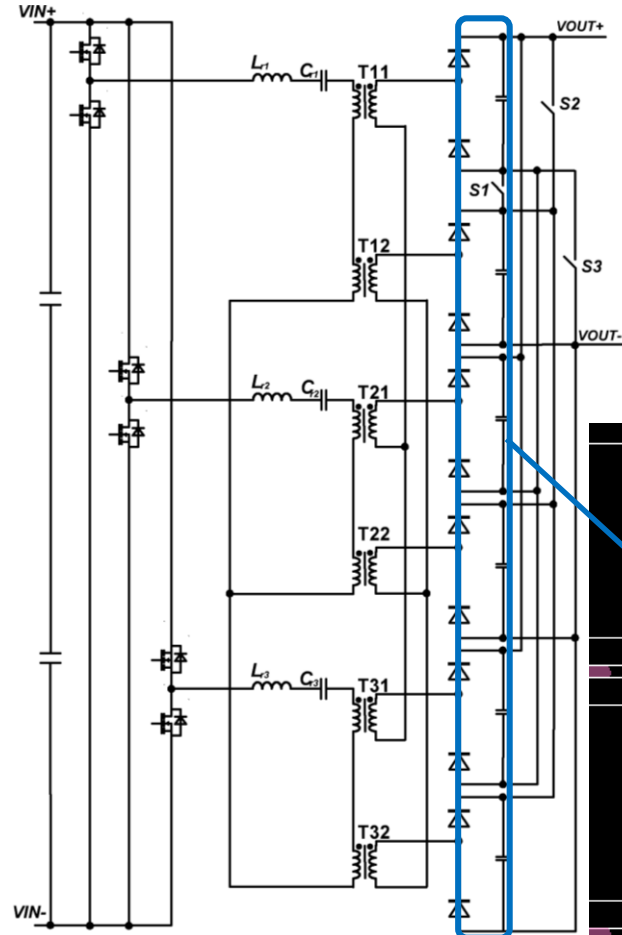 VIN+
VOUT+
Lr1
Cr1
T11
S2
S1
T12
S3
VOUT-
Lr2
Cr2
T21
T22
Lr3
Cr3
T31
T32
VIN-